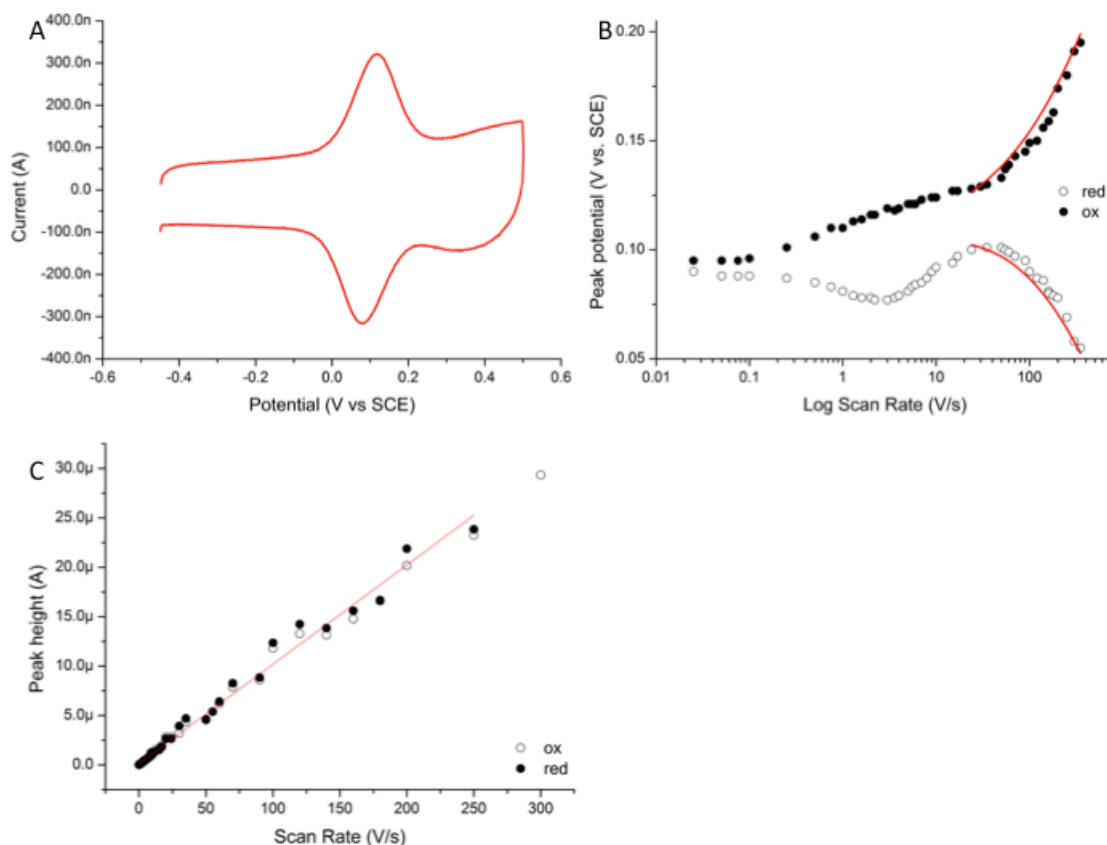 A
400.0n
300.0n
200.0n
100.0n
0.0
-100.0n
-200.0n
-300.0n
-400.0n
Current (A)
-0.6 -0.4 -0.2 0.0 0.2 0.4 0.6
Potential (V vs SCE)
B
0.20
0.15
0.10
0.05
Peak potential (V vs. SCE)
red
ox
0.01 0.1 1 10 100
Log Scan Rate (V/s)
C
30.0µ
25.0µ
20.0µ
15.0µ
10.0µ
5.0µ
0.0
Peak height (A)
ox
red
0 50 100 150 200 250 300
Scan Rate (V/s)